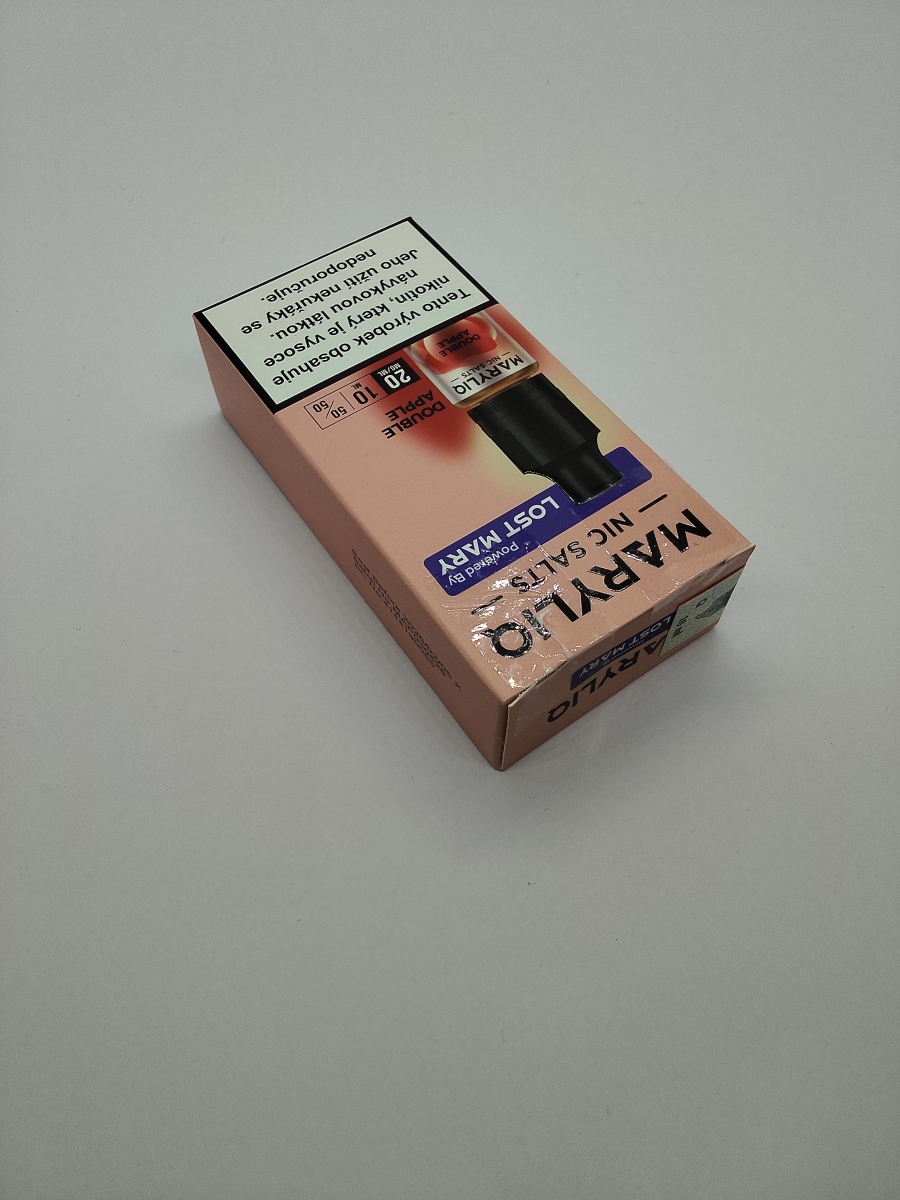 MARYLIQ
— NIC SALTS —
Powered By
LOST MARY
DOUBLE
APPLE
20
MG/ML
10
ML
50
50
MARYLIQ
— NIC SALTS —
DOUBLE
APPLE
Tento výrobek obsahuje
nikotin, který je vysoce
návykovou látkou.
Jeho užití nekuřáky se
nedoporučuje.
ARYLIQ
LOST MARY